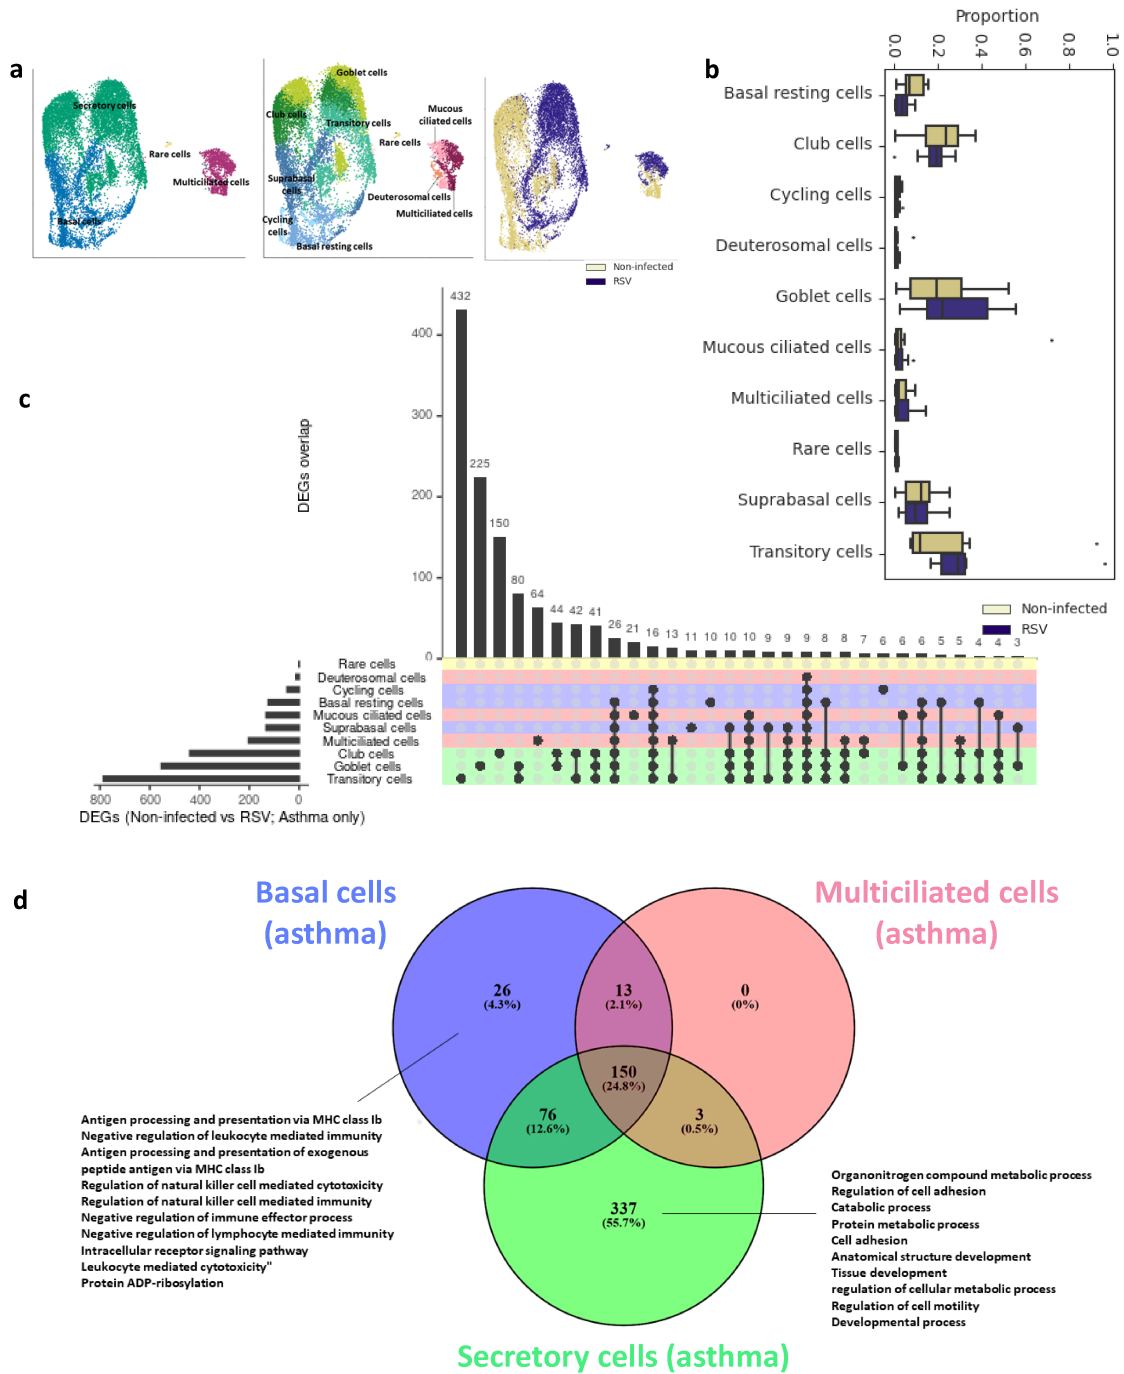 a
Secretory cells
Rare cells
Multiciliated cells
Basal cells
Goblet cells
Club cells
Transitory cells
Mucous
ciliated cells
Rare cells
Suprabasal
cells
Deuterosomal cells
Multiciliated cells
Cycling
cells
Basal resting cells
Non-infected
RSV
b
Proportion
0.0 0.2 0.4 0.6 0.8 1.0
Basal resting cells
Club cells
Cycling cells
Deuterosomal cells
Goblet cells
Mucous ciliated cells
Multiciliated cells
Rare cells
Suprabasal cells
Transitory cells
Non-infected
RSV
c
DEGs overlap
400
300
200
100
0
432 225 150 80 64 44 42 41 26 21 16 13 11 10 10 10 9 9 9 8 8 7 6 6 6 5 5 4 4 3
Rare cells
Deuterosomal cells
Cycling cells
Basal resting cells
Mucous ciliated cells
Suprabasal cells
Multiciliated cells
Club cells
Goblet cells
Transitory cells
800 600 400 200 0
DEGs (Non-infected vs RSV; Asthma only)
d
Basal cells
(asthma)
Multiciliated cells
(asthma)
26
(4.3%)
13
(2.1%)
0
(0%)
150
(24.8%)
76
(12.6%)
3
(0.5%)
337
(55.7%)
Antigen processing and presentation via MHC class Ib
Negative regulation of leukocyte mediated immunity
Antigen processing and presentation of exogenous
peptide antigen via MHC class Ib
Regulation of natural killer cell mediated cytotoxicity
Regulation of natural killer cell mediated immunity
Negative regulation of immune effector process
Negative regulation of lymphocyte mediated immunity
Intracellular receptor signaling pathway
Leukocyte mediated cytotoxicity"
Protein ADP-ribosylation
Organonitrogen compound metabolic process
Regulation of cell adhesion
Catabolic process
Protein metabolic process
Cell adhesion
Anatomical structure development
Tissue development
regulation of cellular metabolic process
Regulation of cell motility
Developmental process
Secretory cells (asthma)